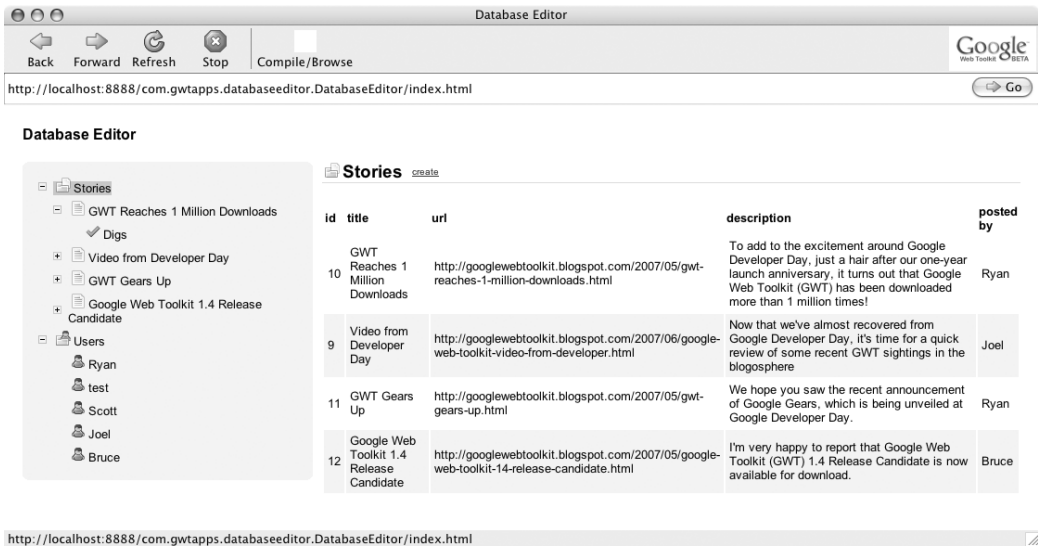 Database Editor
Back Forward Refresh Stop Compile/Browse
Google
Web Toolkit BETA
http://localhost:8888/com.gwtapps.databaseeditor.DatabaseEditor/index.html
Go
Database Editor
Stories
GWT Reaches 1 Million Downloads
Digs
Video from Developer Day
GWT Gears Up
Google Web Toolkit 1.4 Release
Candidate
Users
Ryan
test
Scott
Joel
Bruce
Stories create
id title url description posted
by
10
GWT
Reaches 1
Million
Downloads
http://googlewebtoolkit.blogspot.com/2007/05/gwt-
reaches-1-million-downloads.html
To add to the excitement around Google
Developer Day, just a hair after our one-year
launch anniversary, it turns out that Google
Web Toolkit (GWT) has been downloaded
more than 1 million times!
Ryan
9
Video from
Developer
Day
http://googlewebtoolkit.blogspot.com/2007/06/google-
web-toolkit-video-from-developer.html
Now that we've almost recovered from
Google Developer Day, it's time for a quick
review of some recent GWT sightings in the
blogosphere
Joel
11
GWT Gears
Up
http://googlewebtoolkit.blogspot.com/2007/05/gwt-
gears-up.html
We hope you saw the recent announcement
of Google Gears, which is being unveiled at
Google Developer Day.
Ryan
12
Google Web
Toolkit 1.4
Release
Candidate
http://googlewebtoolkit.blogspot.com/2007/05/google-
web-toolkit-14-release-candidate.html
I'm very happy to report that Google Web
Toolkit (GWT) 1.4 Release Candidate is now
available for download.
Bruce
http://localhost:8888/com.gwtapps.databaseeditor.DatabaseEditor/index.html